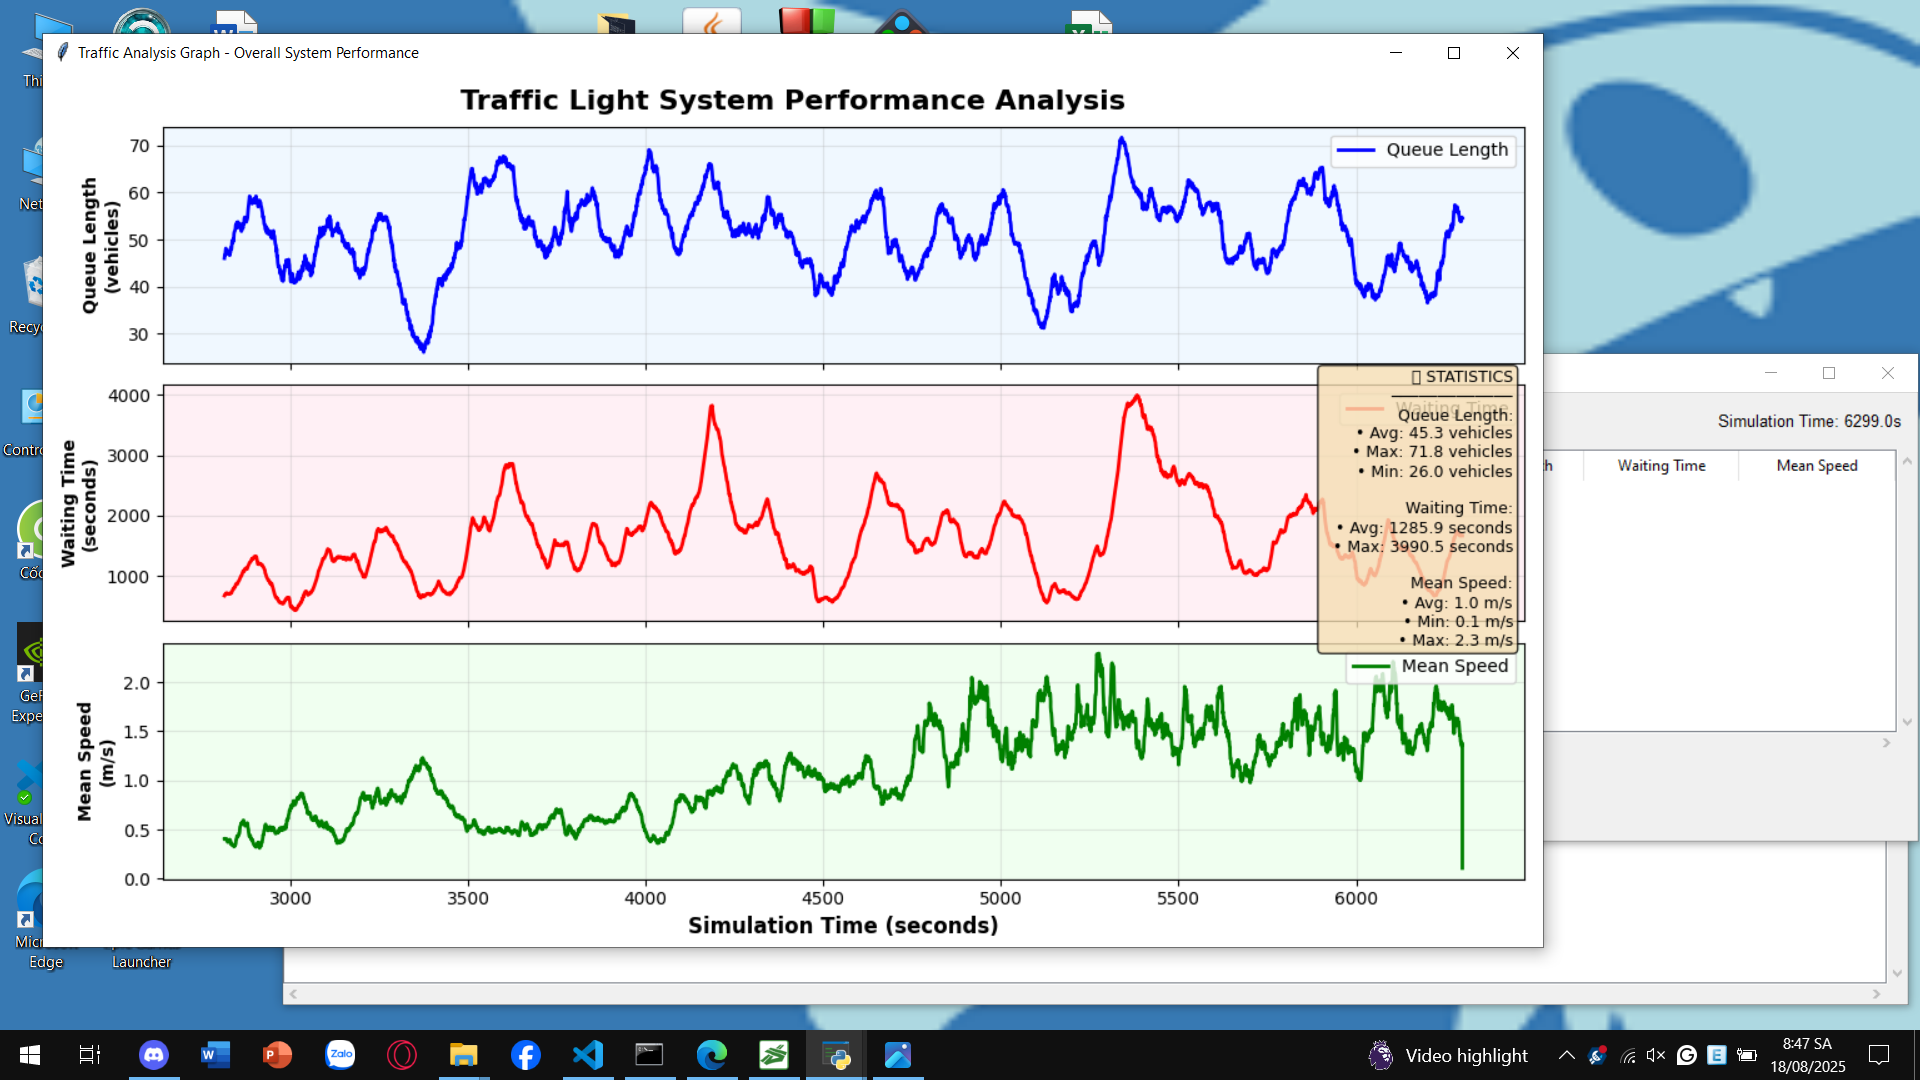 Traffic Analysis Graph - Overall System Performance
Traffic Light System Performance Analysis
Queue Length
(vehicles)
70
60
50
40
30
Queue Length
Waiting Time
(seconds)
4000
3000
2000
1000
Waiting Time
STATISTICS
Queue Length:
• Avg: 45.3 vehicles
• Max: 71.8 vehicles
• Min: 26.0 vehicles
Waiting Time:
• Avg: 1285.9 seconds
• Max: 3990.5 seconds
Mean Speed:
• Avg: 1.0 m/s
• Min: 0.1 m/s
• Max: 2.3 m/s
Mean Speed
(m/s)
2.0
1.5
1.0
0.5
0.0
Mean Speed
3000 3500 4000 4500 5000 5500 6000
Simulation Time (seconds)
Simulation Time: 6299.0s
h Waiting Time Mean Speed
Thi
Net
Recy
Contro
Cốc
GeF
Expe
Visual
Co
Micr
Edge
Launcher
Zalo
Video highlight
8:47 SA
18/08/2025